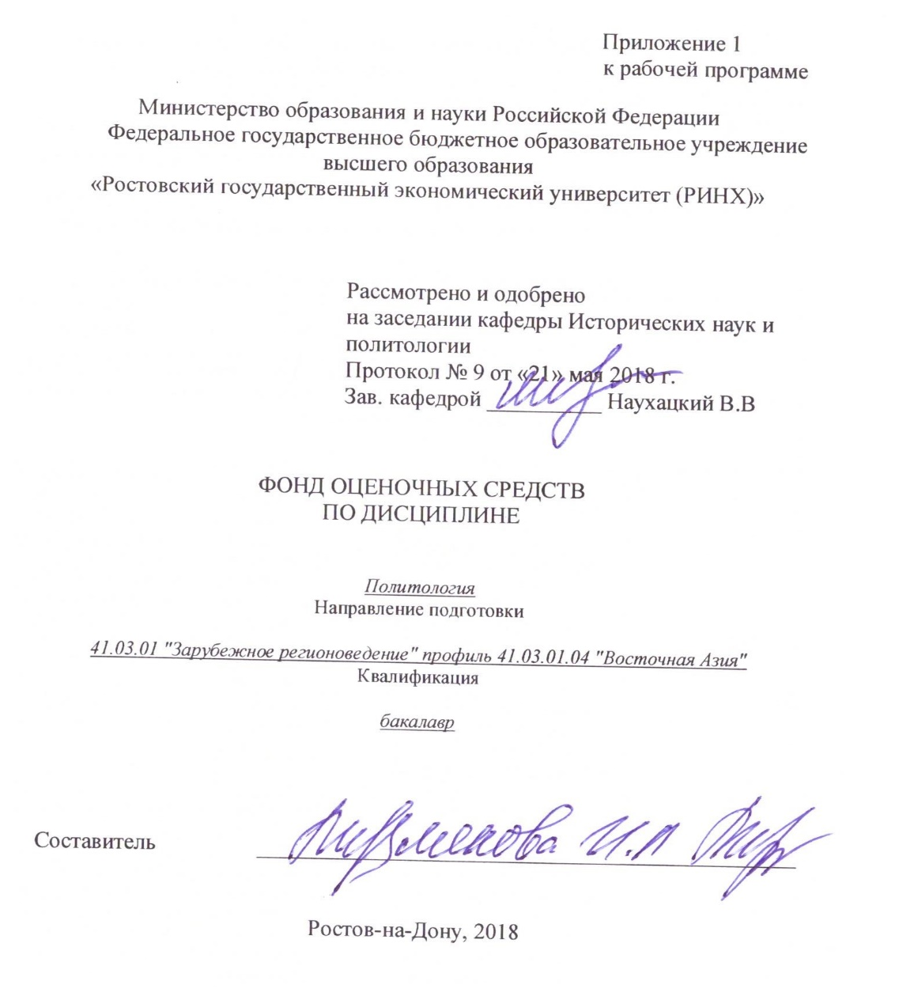 Приложение 1
к рабочей программе
Министерство образования и науки Российской Федерации
Федеральное государственное бюджетное образовательное учреждение
высшего образования
«Ростовский государственный экономический университет (РИНХ)»
Рассмотрено и одобрено
на заседании кафедры Исторических наук и
политологии
Протокол № 9 от «21» мая 2018 г.
Зав. кафедрой __________ Наухацкий В.В
ФОНД ОЦЕНОЧНЫХ СРЕДСТВ
ПО ДИСЦИПЛИНЕ
Политология
Направление подготовки
41.03.01 "Зарубежное регионоведение" профиль 41.03.01.04 "Восточная Азия"
Квалификация
бакалавр
Составитель
Ростов-на-Дону, 2018